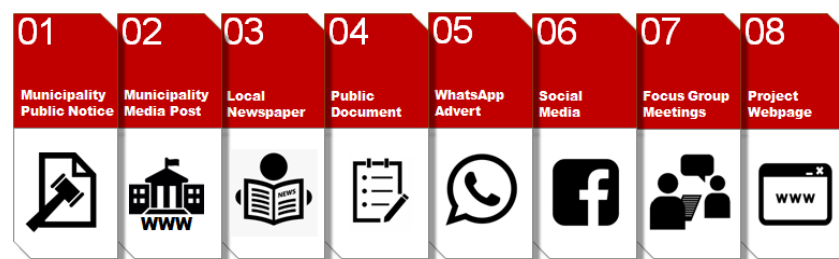 01
Municipality
Public Notice
02
Municipality
Media Post
03
Local
Newspaper
04
Public
Document
05
WhatsApp
Advert
06
Social
Media
07
Focus Group
Meetings
08
Project
Webpage
www
NEWS
f
www